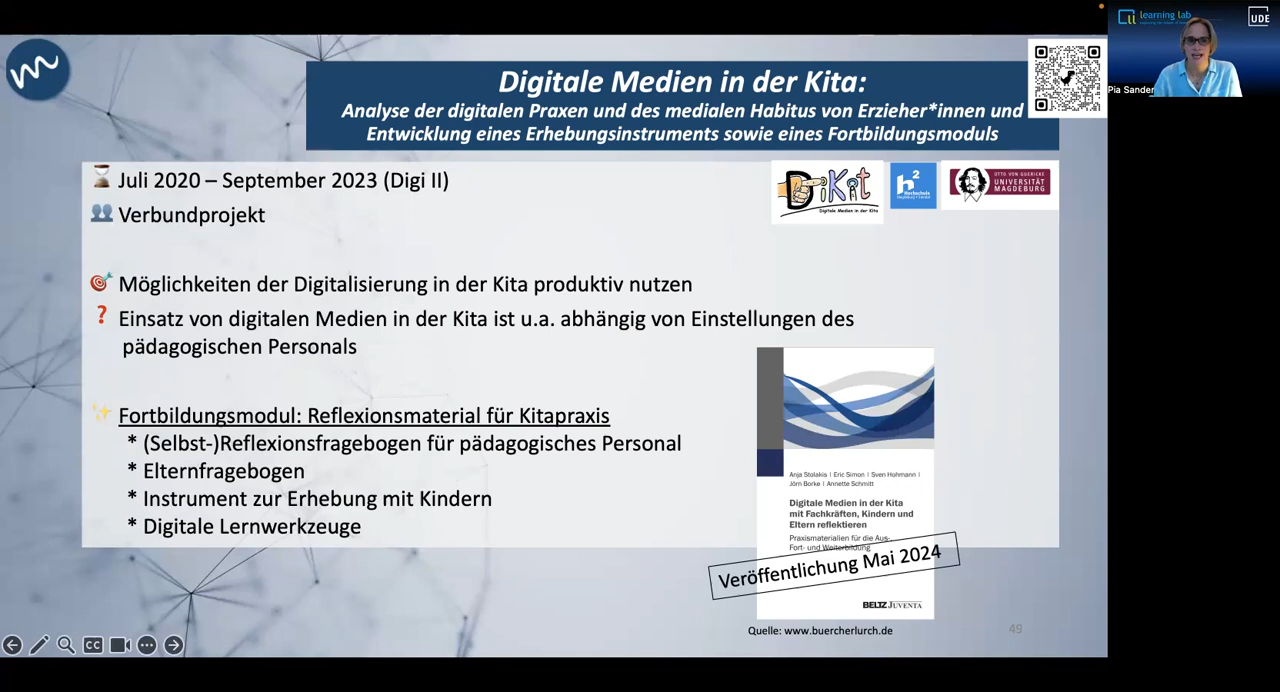 learning lab
UDE
Pia Sander
Digitale Medien in der Kita:
Analyse der digitalen Praxen und des medialen Habitus von Erzieher*innen und
Entwicklung eines Erhebungsinstruments sowie eines Fortbildungsmoduls
Juli 2020 – September 2023 (Digi II)
Verbundprojekt
DiKit
Digitale Medien in der Kita
h²
Hochschule
OTTO VON GUERICKE
UNIVERSITÄT
MAGDEBURG
Möglichkeiten der Digitalisierung in der Kita produktiv nutzen
Einsatz von digitalen Medien in der Kita ist u.a. abhängig von Einstellungen des
pädagogischen Personals
Fortbildungsmodul: Reflexionsmaterial für Kitapraxis
* (Selbst-)Reflexionsfragebogen für pädagogisches Personal
* Elternfragebogen
* Instrument zur Erhebung mit Kindern
* Digitale Lernwerkzeuge
Anja Stolakis | Eric Simon | Sven Hohmann |
Jörn Borke | Annette Schmitt
Digitale Medien in der Kita
mit Fachkräften, Kindern und
Eltern reflektieren
Praxismaterialien für die Aus-,
Fort- und Weiterbildung
Veröffentlichung Mai 2024
BELTZ JUVENTA
Quelle: www.buercherlurch.de
49
CC